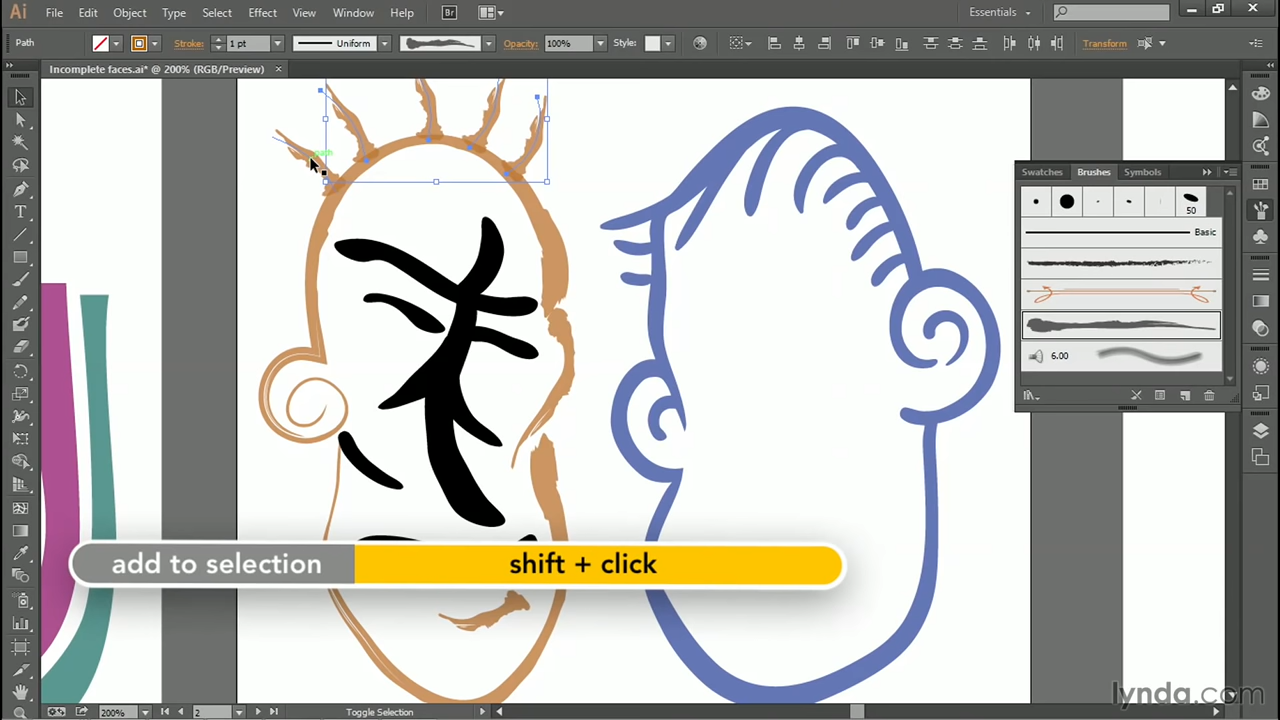 Ai File Edit Object Type Select Effect View Window Help Br Essentials
Path Stroke: 1 pt Uniform Opacity: 100% Style: Transform
Incomplete faces.ai* @ 200% (RGB/Preview)
path
Swatches Brushes Symbols
50
Basic
6.00
add to selection shift + click
lynda.com
200% 2 Toggle Selection